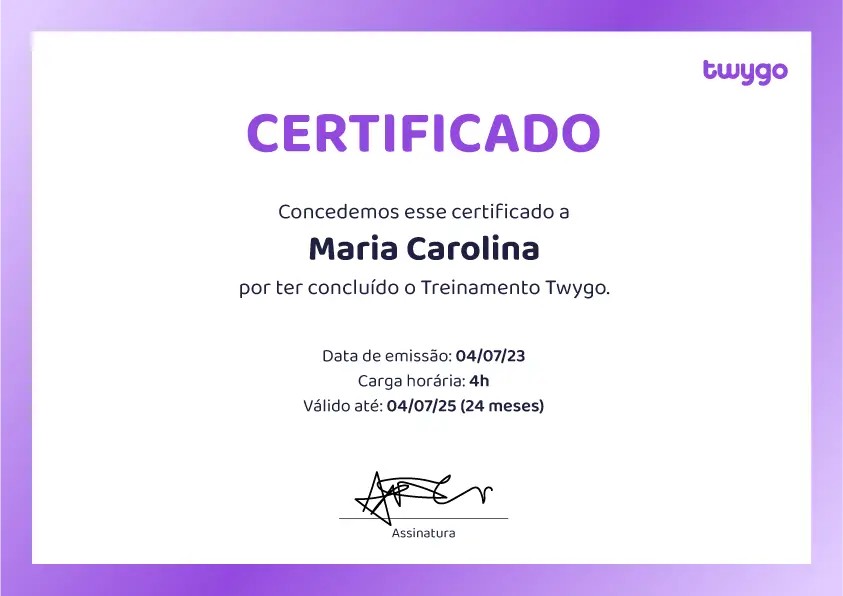 twygo
CERTIFICADO
Concedemos esse certificado a
Maria Carolina
por ter concluído o Treinamento Twygo.
Data de emissão: 04/07/23
Carga horária: 4h
Válido até: 04/07/25 (24 meses)
Assinatura